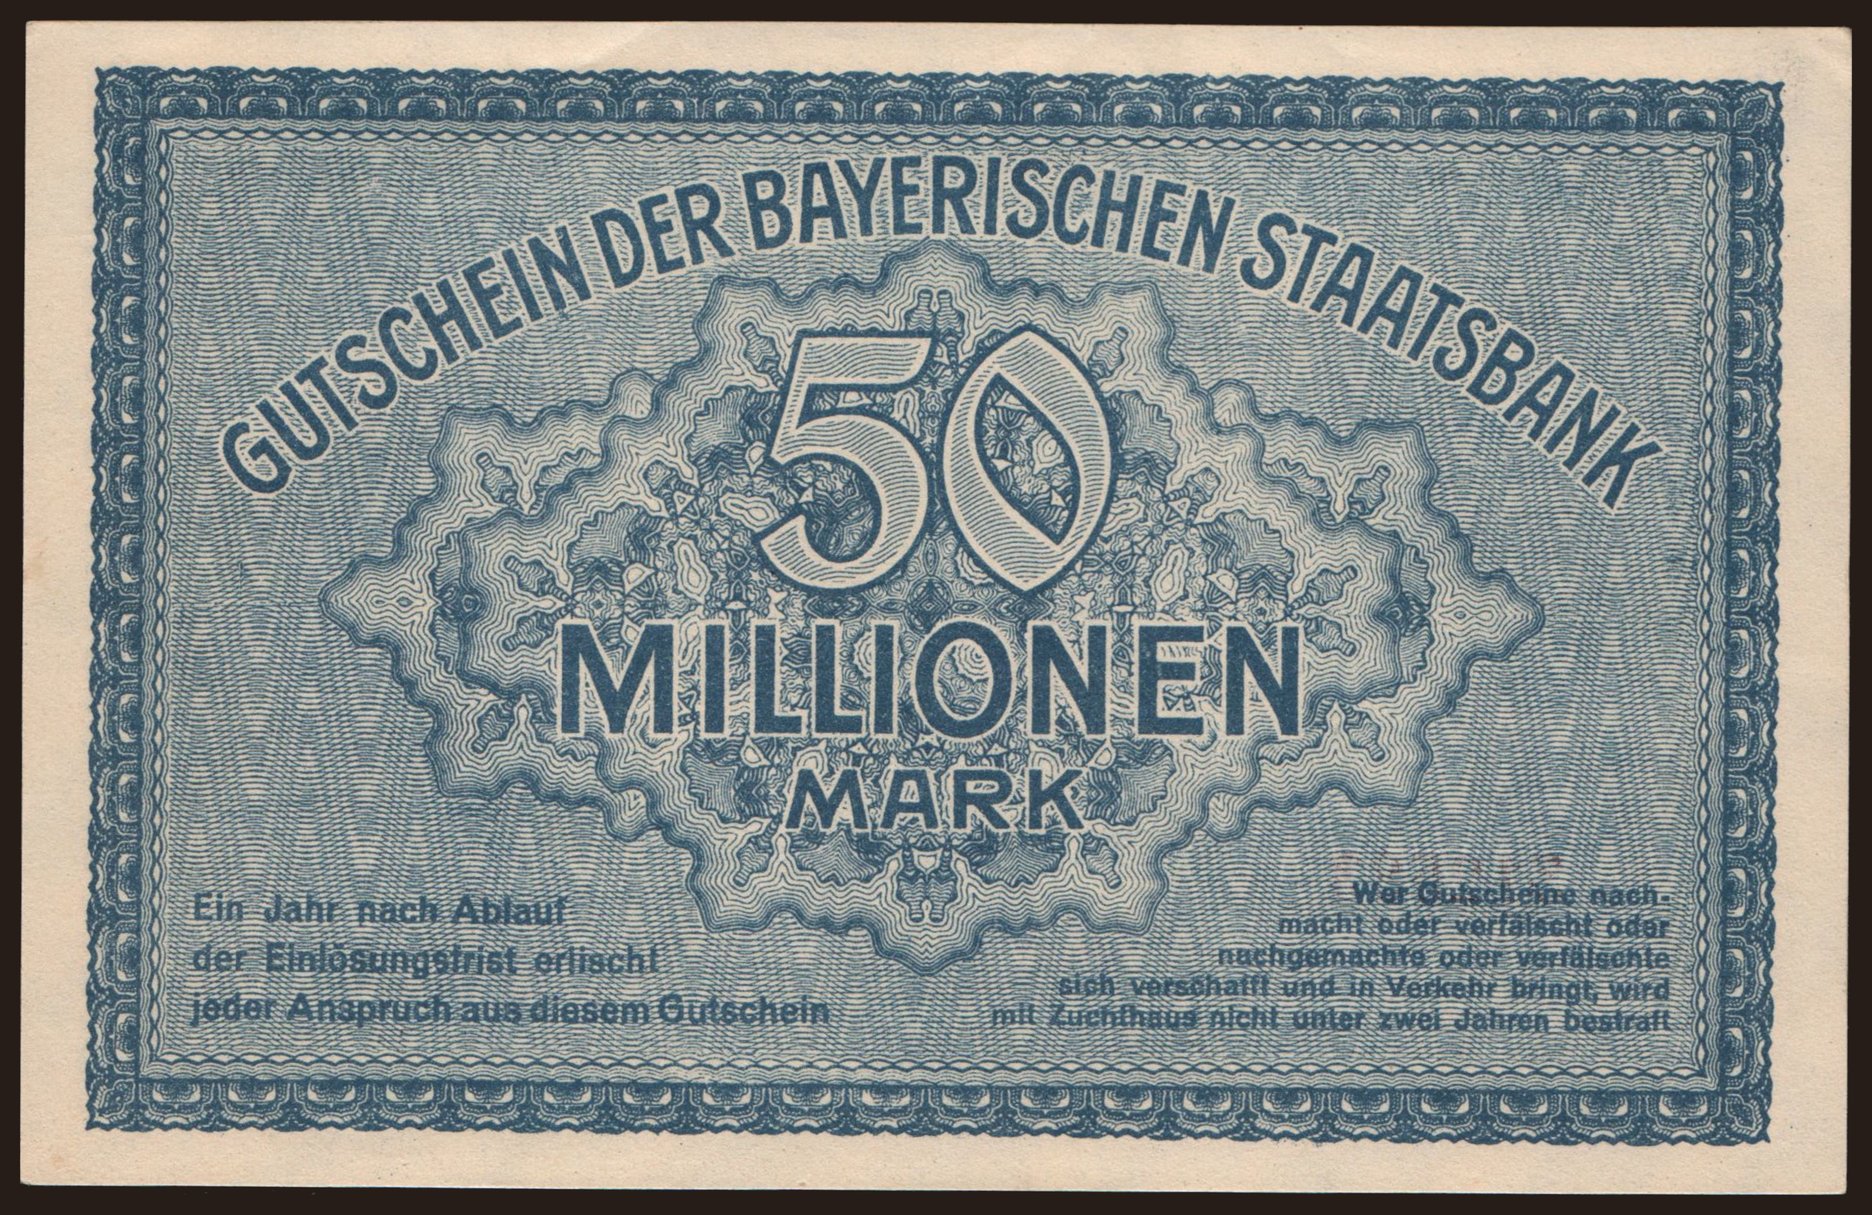 GUTSCHEIN DER BAYERISCHEN STAATSBANK
50
MILLIONEN
MARK
Ein Jahr nach Ablauf
der Einlösungsfrist erlischt
jeder Anspruch aus diesem Gutschein
Wer Gutscheine nach-
macht oder verfälscht oder
nachgemachte oder verfälschte
sich verschafft und in Verkehr bringt, wird
mit Zuchthaus nicht unter zwei Jahren bestraft